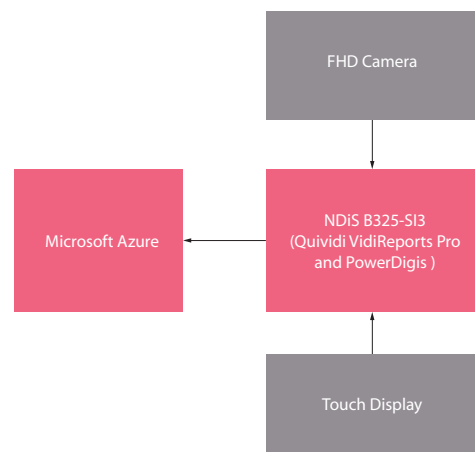 FHD Camera
Microsoft Azure
NDiS B325-SI3
(Quividi VidiReports Pro
and PowerDigis )
Touch Display